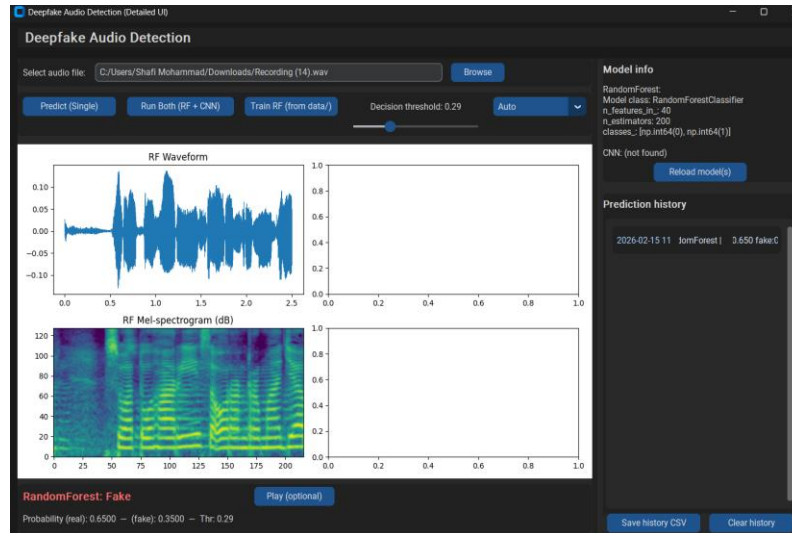 Deepfake Audio Detection (Detailed UI)
Deepfake Audio Detection
Select audio file: C:/Users/Shafi Mohammad/Downloads/Recording (14).wav Browse
Predict (Single) Run Both (RF + CNN) Train RF (from data/) Decision threshold: 0.29 Auto
RF Waveform
0.10
0.05
0.00
−0.05
−0.10
0.0 0.5 1.0 1.5 2.0 2.5
1.0
0.8
0.6
0.4
0.2
0.0
0.0 0.2 0.4 0.6 0.8 1.0
RF Mel-spectrogram (dB)
120
100
80
60
40
20
0
0 25 50 75 100 125 150 175 200
1.0
0.8
0.6
0.4
0.2
0.0
0.0 0.2 0.4 0.6 0.8 1.0
RandomForest: Fake
Play (optional)
Probability (real): 0.6500 — (fake): 0.3500 — Thr: 0.29
Model info
RandomForest:
Model class: RandomForestClassifier
n_features_in_: 40
n_estimators: 200
classes_: [np.int64(0), np.int64(1)]
CNN: (not found)
Reload model(s)
Prediction history
2026-02-15 11 domForest | 0.650 fake:0
Save history CSV Clear history